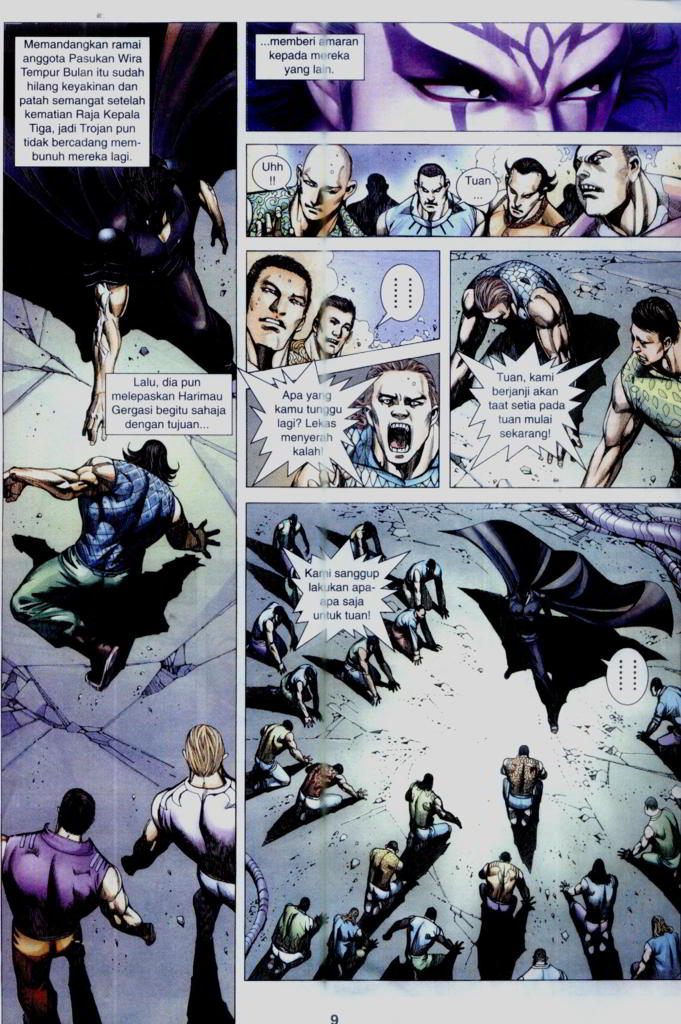 Memandangkan ramai
anggota Pasukan Wira
Tempur Bulan itu sudah
hilang keyakinan dan
patah semangat setelah
kematian Raja Kepala
Tiga, jadi Trojan pun
tidak bercadang mem-
bunuh mereka lagi.
Lalu, dia pun
melepaskan Harimau
Gergasi begitu sahaja
dengan tujuan...
...memberi amaran
kepada mereka
yang lain.
Uhh
!!
Tuan
...
Apa yang
kamu tunggu
lagi? Lekas
menyerah
kalah!
Tuan, kami
berjanji akan
taat setia pada
tuan mulai
sekarang!
Kami sanggup
lakukan apa-
apa saja
untuk tuan!
9